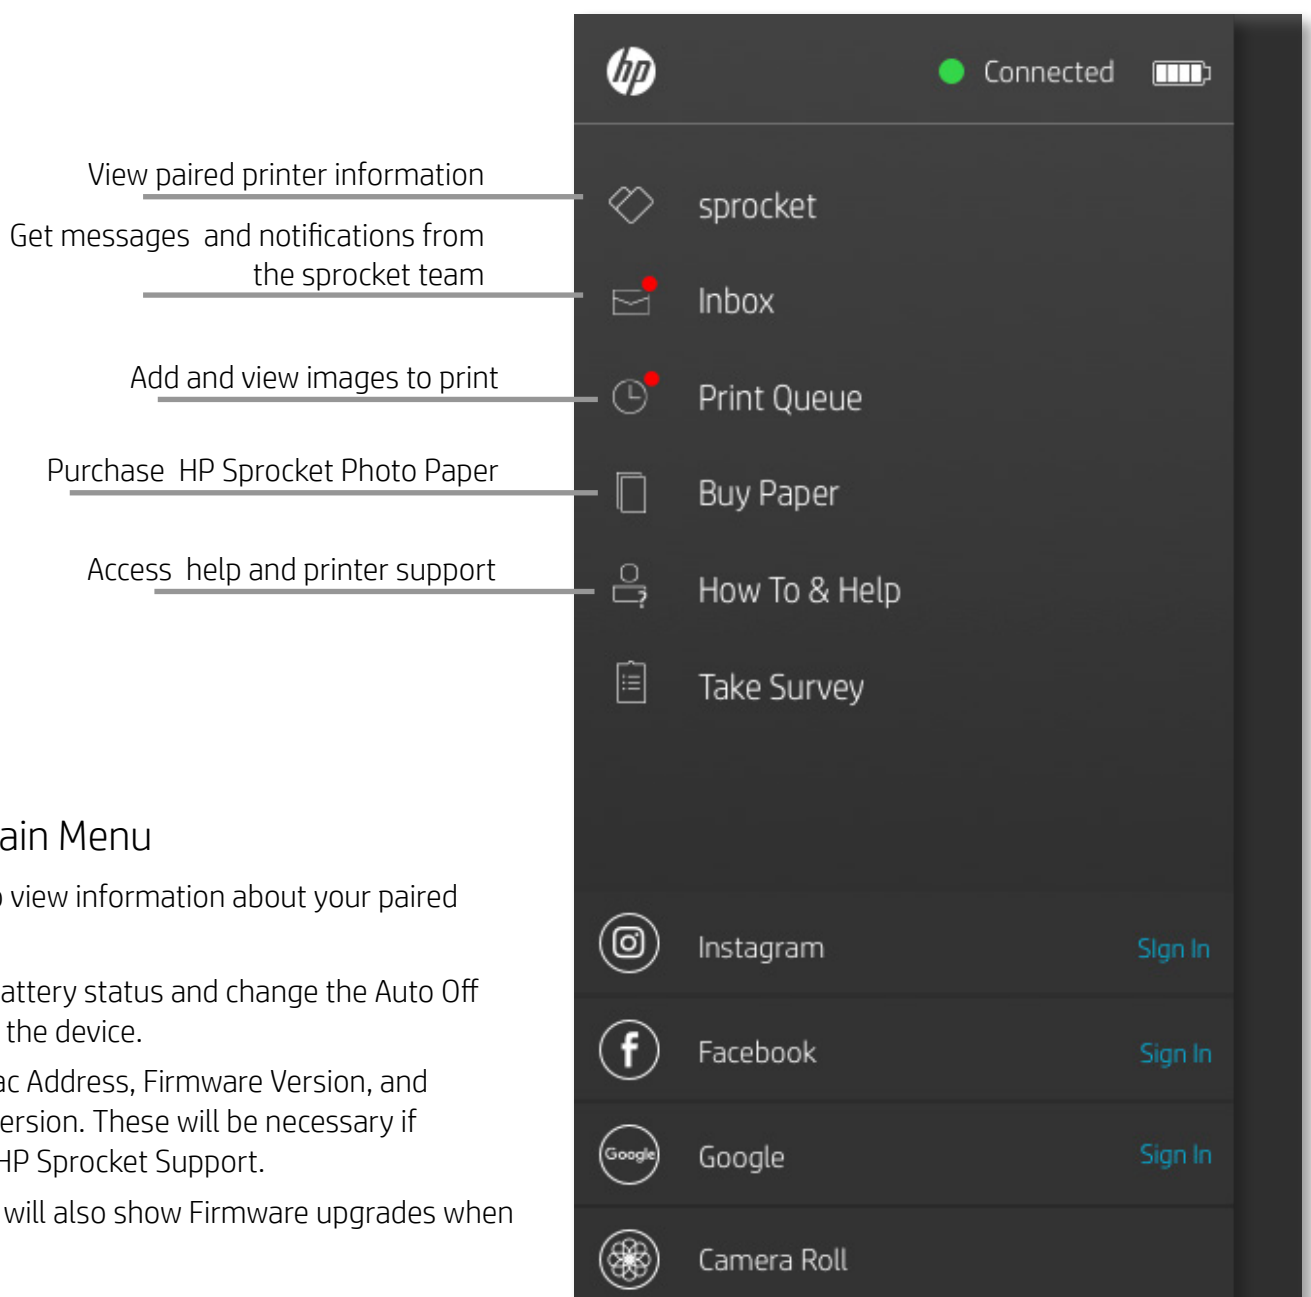 hp
Connected
View paired printer information
sprocket
Get messages and notifications from
the sprocket team
Inbox
Add and view images to print
Print Queue
Purchase HP Sprocket Photo Paper
Buy Paper
Access help and printer support
How To & Help
Take Survey
ain Menu
view information about your paired
attery status and change the Auto Off
the device.
ac Address, Firmware Version, and
ersion. These will be necessary if
HP Sprocket Support.
will also show Firmware upgrades when
Instagram
SIgn In
Facebook
Sign In
Google
Google
Sign In
Camera Roll